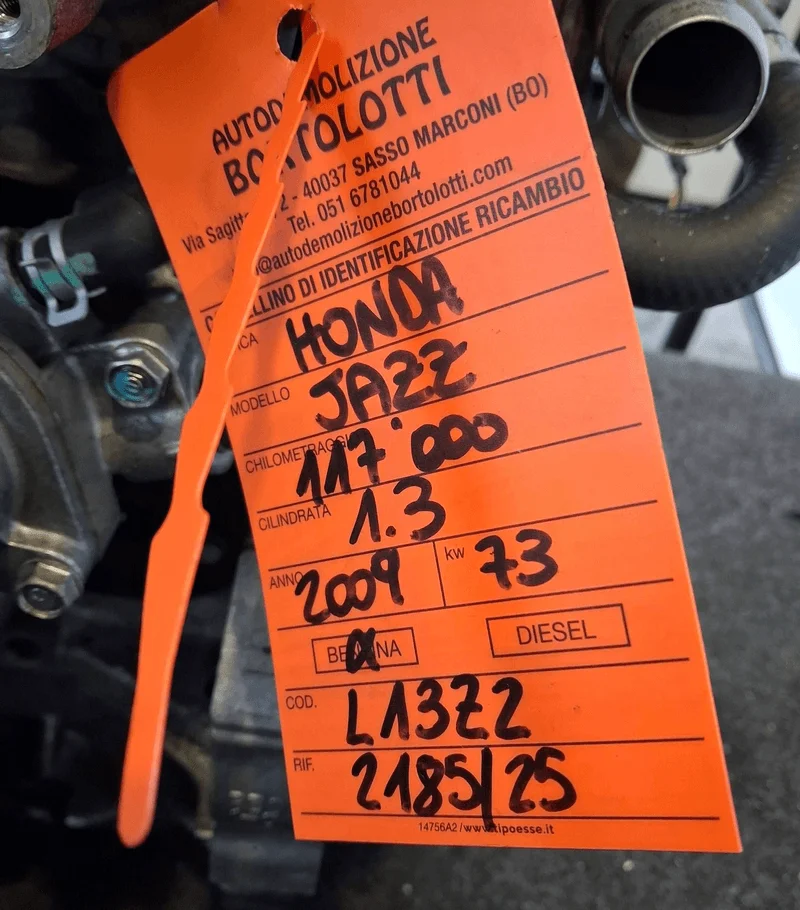 AUTODEMOLIZIONE
BORTOLOTTI
Via 2 - 40037 SASSO MARCONI (BO)
Tel. 051 6781044
@autodemolizionebortolotti.com
DI IDENTIFICAZIONE RICAMBIO
HONDA
MODELLO JAZZ
CHILOMETRAGGIO 117'000
CILINDRATA 1.3
ANNO 2009 kw 73
BENZINA DIESEL
COD. L13Z2
RIF. 2185/25
14756A2 / www.tipoesse.it